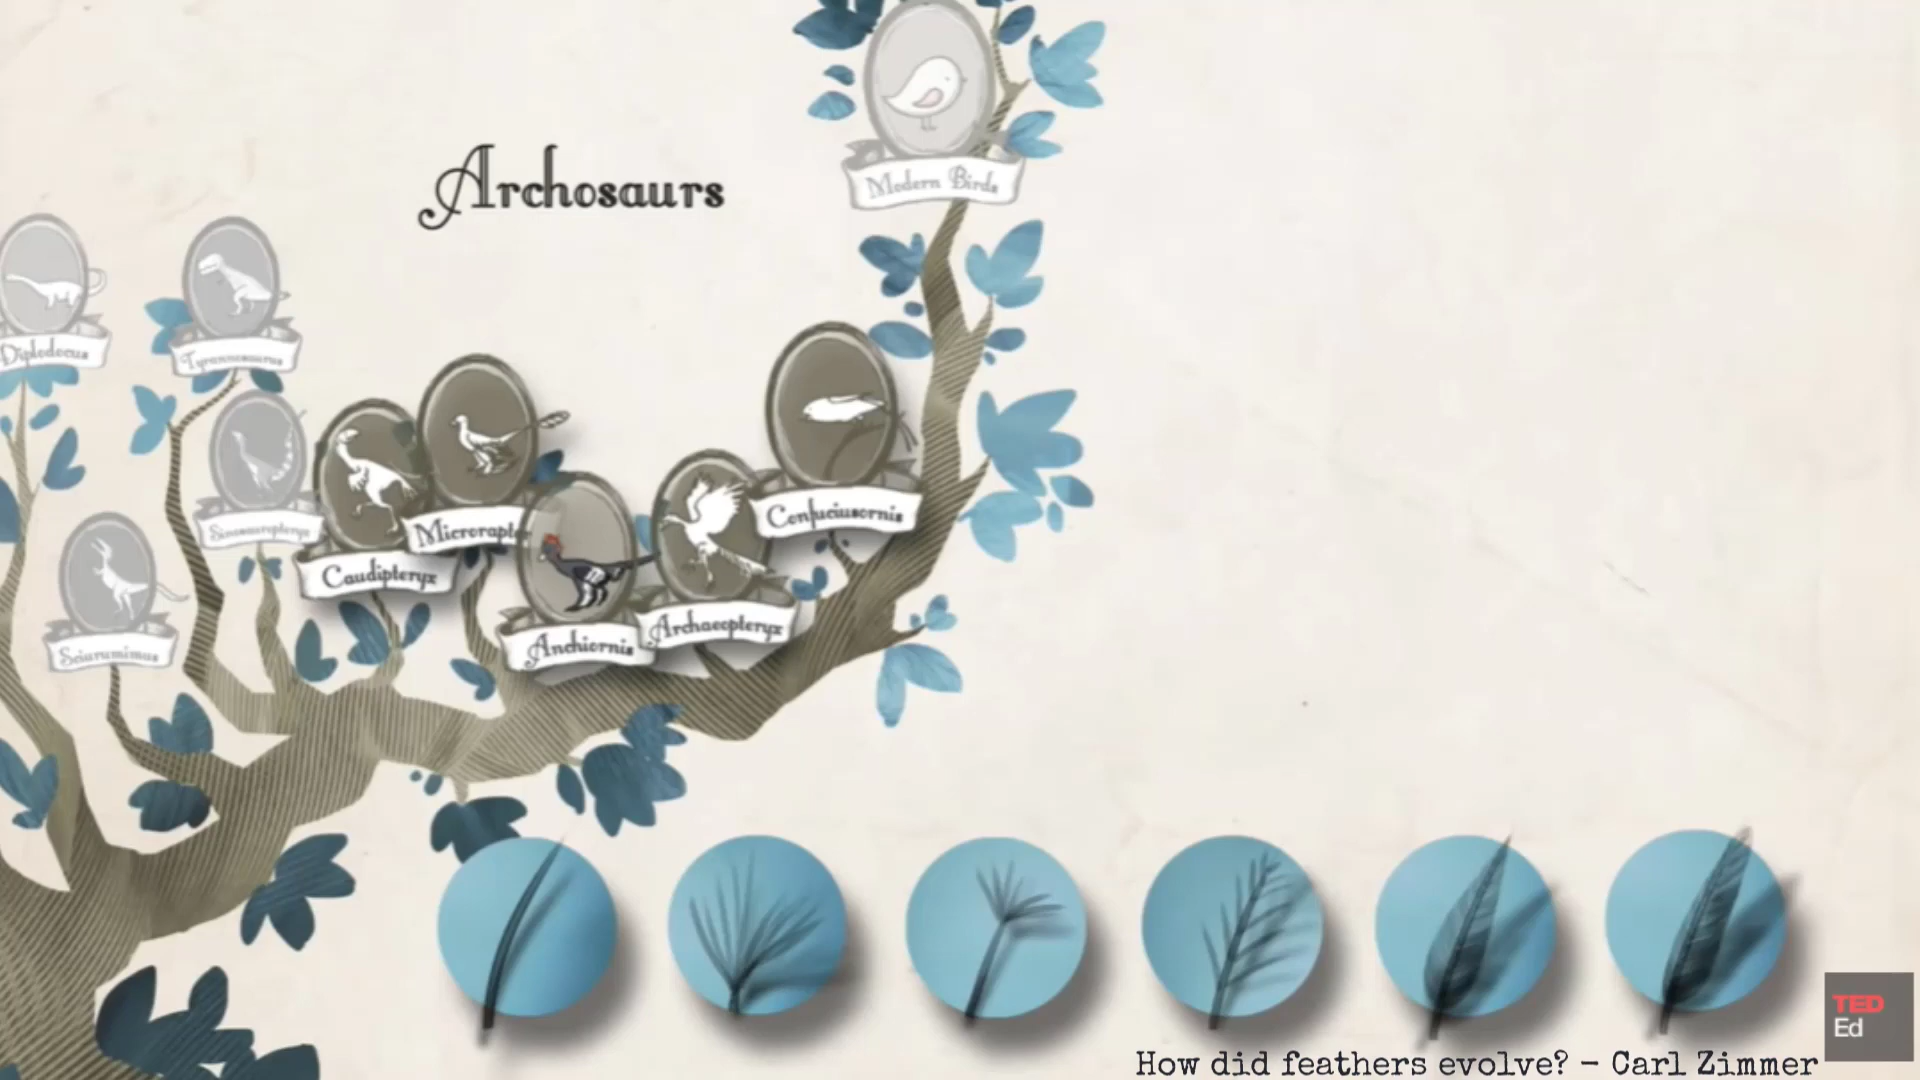 Modern Birds
Archosaurs
Diplodocus
Tyrannosaurus
Confuciusornis
Sinosauropteryx
Microraptor
Caudipteryx
Archaeopteryx
Anchiornis
Sciurumimus
TED
Ed
How did feathers evolve? - Carl Zimmer